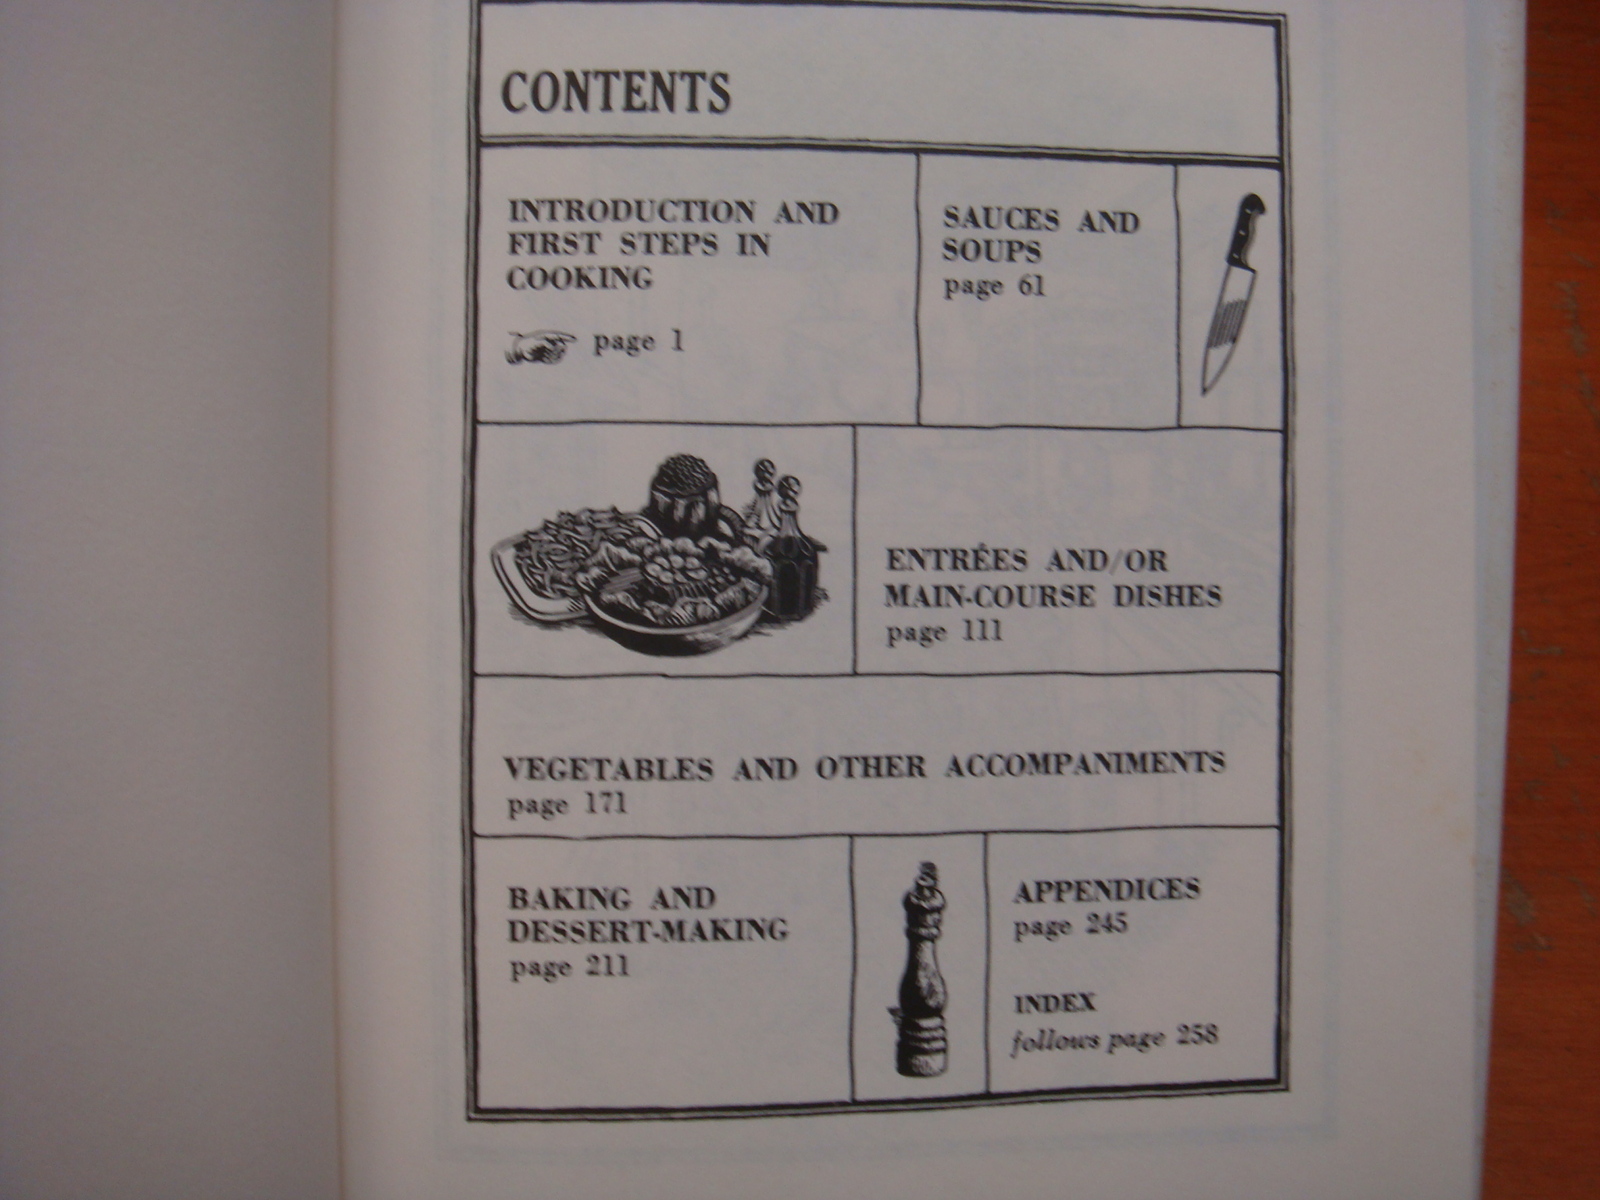 CONTENTS
INTRODUCTION AND
FIRST STEPS IN
COOKING
page 1
SAUCES AND
SOUPS
page 61
ENTRÉES AND/OR
MAIN-COURSE DISHES
page 111
VEGETABLES AND OTHER ACCOMPANIMENTS
page 171
BAKING AND
DESSERT-MAKING
page 211
APPENDICES
page 245
INDEX
follows page 258